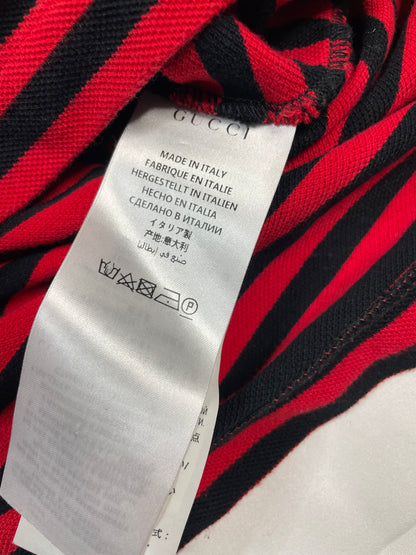 GUCCI
MADE IN ITALY
FABRIQUE EN ITALIE
HERGESTELLT IN ITALIEN
HECHO EN ITALIA
СДЕЛАНО В ИТАЛИИ
イタリア製
产地:意大利
صنع في إيطاليا
P
点